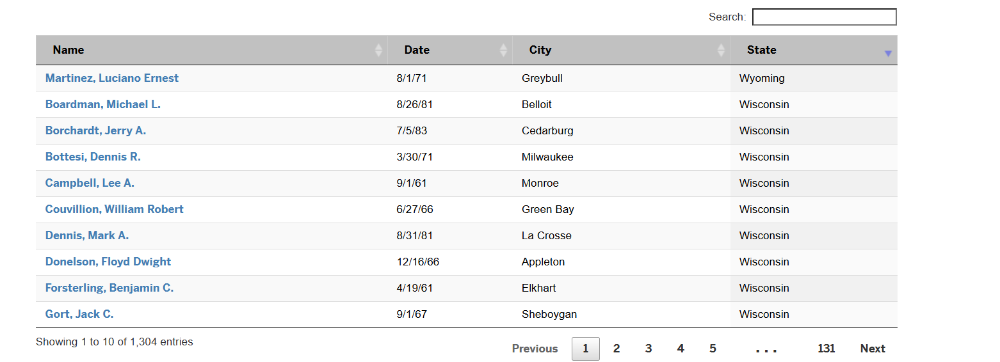 Search:
Name Date City State
Martinez, Luciano Ernest 8/1/71 Greybull Wyoming
Boardman, Michael L. 8/26/81 Beloit Wisconsin
Borchardt, Jerry A. 7/5/83 Cedarburg Wisconsin
Bottesi, Dennis R. 3/30/71 Milwaukee Wisconsin
Campbell, Lee A. 9/1/61 Monroe Wisconsin
Couvillion, William Robert 6/27/66 Green Bay Wisconsin
Dennis, Mark A. 8/31/81 La Crosse Wisconsin
Donelson, Floyd Dwight 12/16/66 Appleton Wisconsin
Forsterling, Benjamin C. 4/19/61 Elkhart Wisconsin
Gort, Jack C. 9/1/67 Sheboygan Wisconsin
Showing 1 to 10 of 1,304 entries
Previous 1 2 3 4 5 ... 131 Next